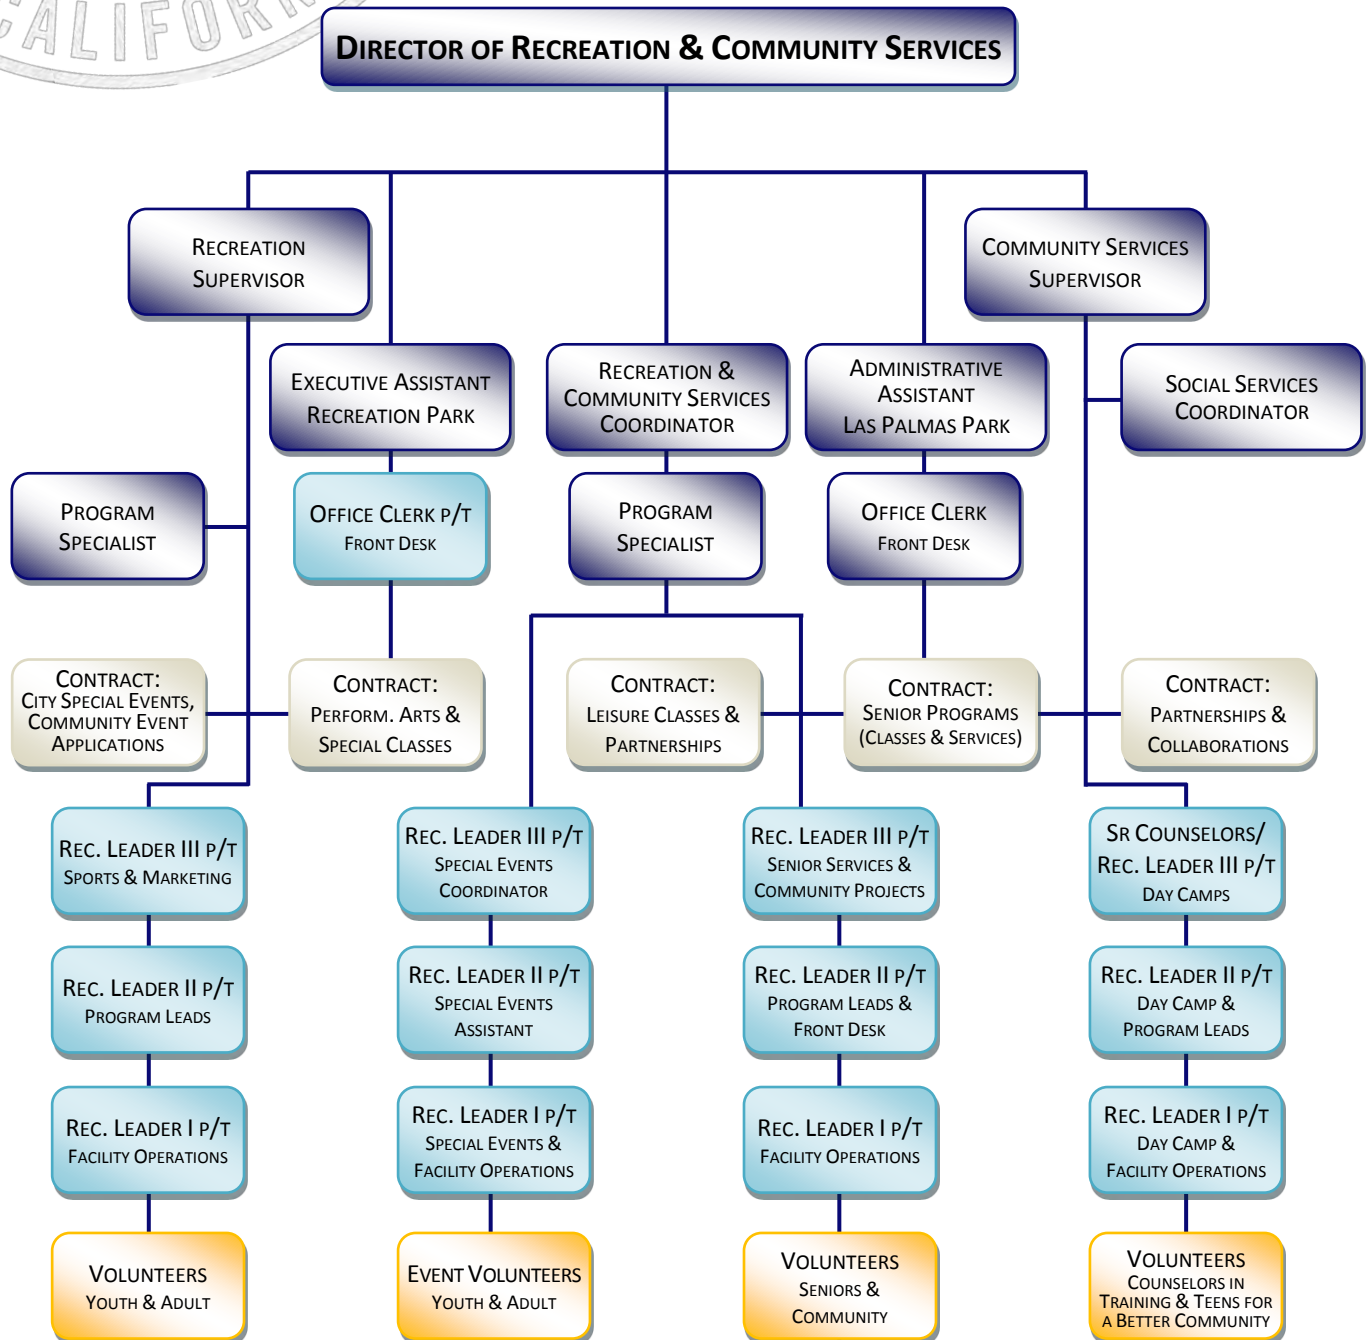 CALIFORN
DIRECTOR OF RECREATION & COMMUNITY SERVICES
RECREATION
SUPERVISOR
COMMUNITY SERVICES
SUPERVISOR
EXECUTIVE ASSISTANT
RECREATION PARK
RECREATION &
COMMUNITY SERVICES
COORDINATOR
ADMINISTRATIVE
ASSISTANT
LAS PALMAS PARK
SOCIAL SERVICES
COORDINATOR
PROGRAM
SPECIALIST
OFFICE CLERK P/T
FRONT DESK
PROGRAM
SPECIALIST
OFFICE CLERK
FRONT DESK
CONTRACT:
CITY SPECIAL EVENTS,
COMMUNITY EVENT
APPLICATIONS
CONTRACT:
PERFORM. ARTS &
SPECIAL CLASSES
CONTRACT:
LEISURE CLASSES &
PARTNERSHIPS
CONTRACT:
SENIOR PROGRAMS
(CLASSES & SERVICES)
CONTRACT:
PARTNERSHIPS &
COLLABORATIONS
REC. LEADER III P/T
SPORTS & MARKETING
REC. LEADER III P/T
SPECIAL EVENTS
COORDINATOR
REC. LEADER III P/T
SENIOR SERVICES &
COMMUNITY PROJECTS
SR COUNSELORS/
REC. LEADER III P/T
DAY CAMPS
REC. LEADER II P/T
PROGRAM LEADS
REC. LEADER II P/T
SPECIAL EVENTS
ASSISTANT
REC. LEADER II P/T
PROGRAM LEADS &
FRONT DESK
REC. LEADER II P/T
DAY CAMP &
PROGRAM LEADS
REC. LEADER I P/T
FACILITY OPERATIONS
REC. LEADER I P/T
SPECIAL EVENTS &
FACILITY OPERATIONS
REC. LEADER I P/T
FACILITY OPERATIONS
REC. LEADER I P/T
DAY CAMP &
FACILITY OPERATIONS
VOLUNTEERS
YOUTH & ADULT
EVENT VOLUNTEERS
YOUTH & ADULT
VOLUNTEERS
SENIORS &
COMMUNITY
VOLUNTEERS
COUNSELORS IN
TRAINING & TEENS FOR
A BETTER COMMUNITY